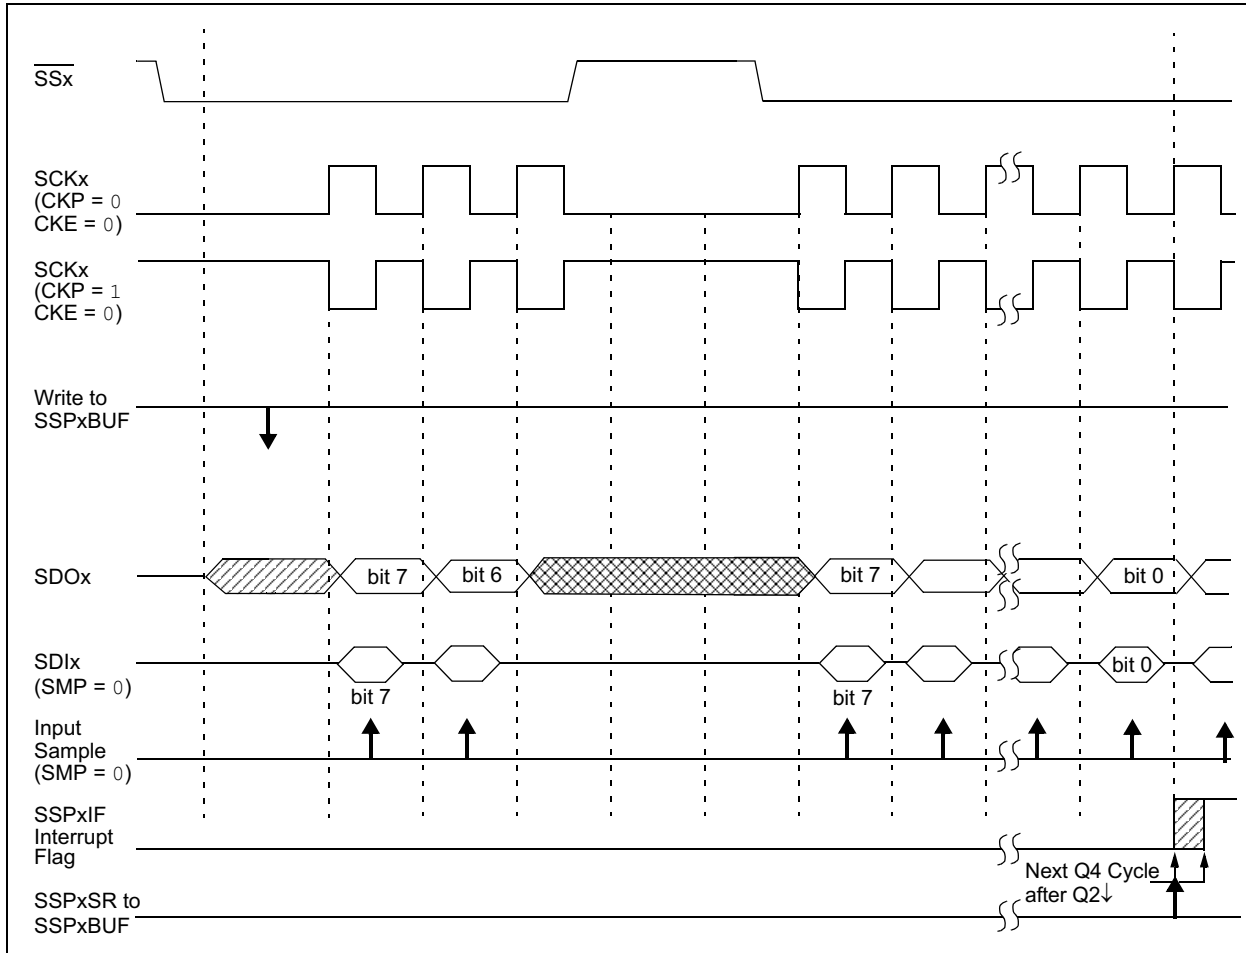 SSx
SCKx
(CKP = 0
CKE = 0)
SCKx
(CKP = 1
CKE = 0)
Write to
SSPxBUF
SDOx
bit 7
bit 6
bit 7
bit 0
SDIx
(SMP = 0)
bit 7
bit 7
bit 0
Input
Sample
(SMP = 0)
SSPxIF
Interrupt
Flag
Next Q4 Cycle
after Q2↓
SSPxSR to
SSPxBUF